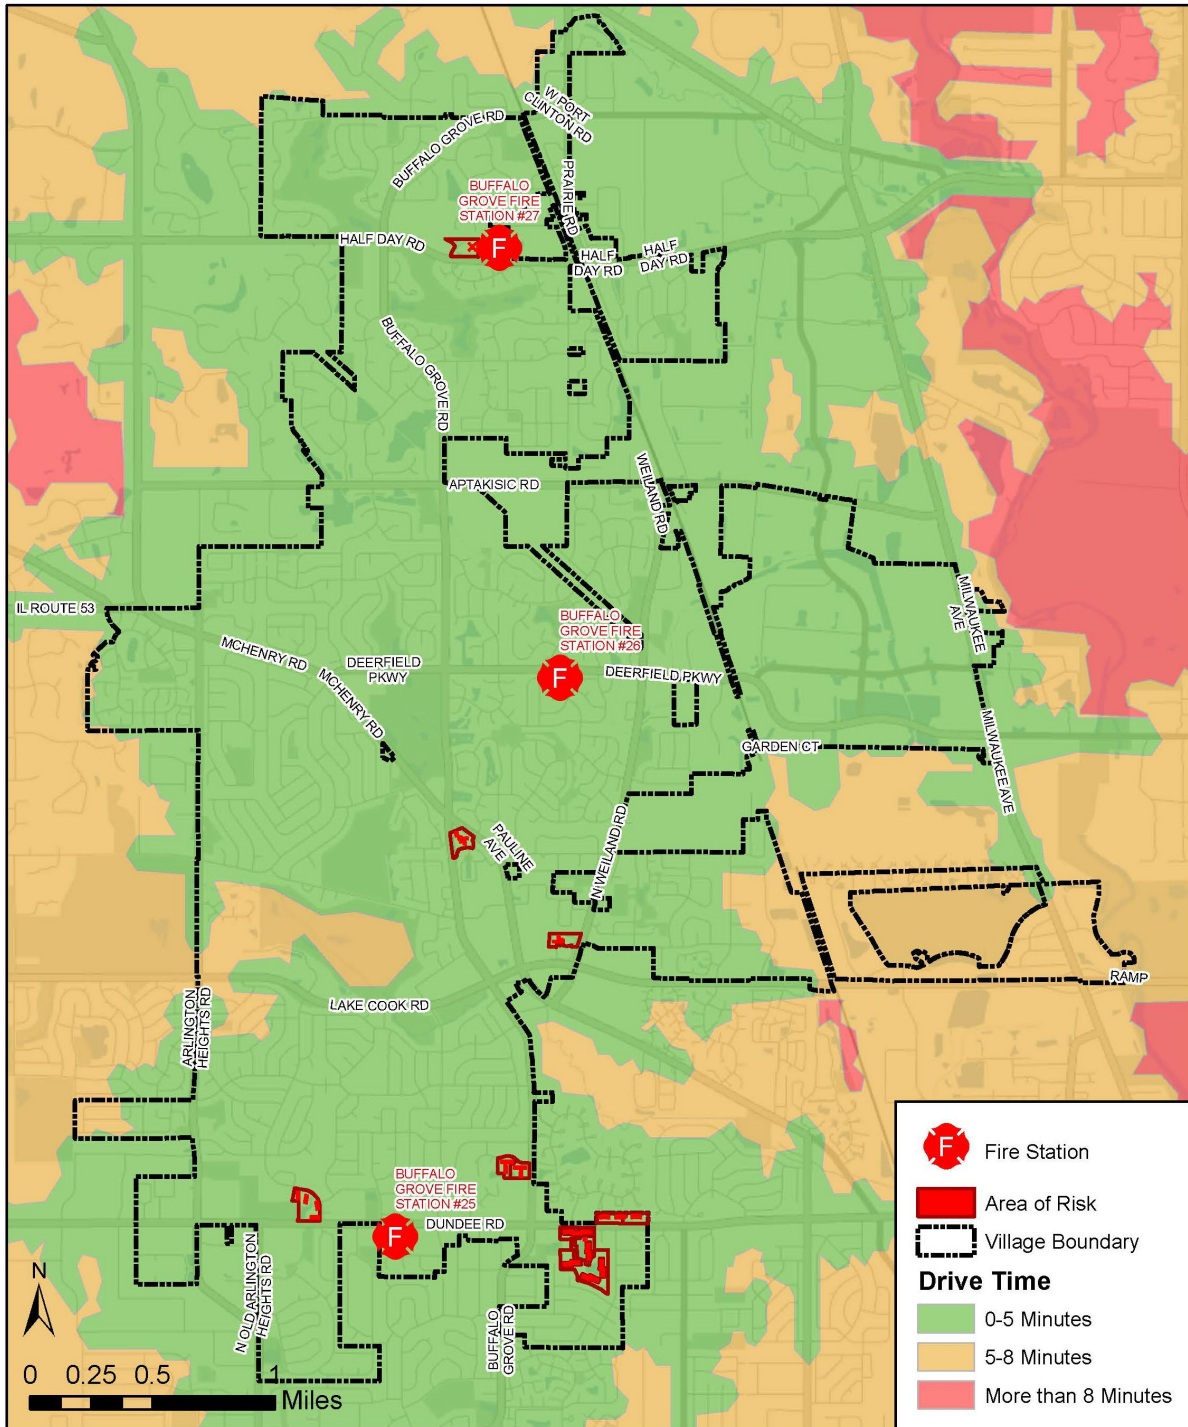 W PORT
CLINTON RD
BUFFALO GROVE RD
PRAIRIE RD
BUFFALO
GROVE FIRE
STATION #27
F
HALF DAY RD
HALF
DAY RD
HALF
DAY RD
BUFFALO GROVE RD
APTAKISIC RD
WEILAND RD
IL ROUTE 53
MILWAUKEE
AVE
BUFFALO
GROVE FIRE
STATION #26
F
MCHENRY RD
DEERFIELD
PKWY
DEERFIELD PKWY
MCHENRY RD
GARDEN CT
MILWAUKEE AVE
PAULINE
AVE
N WEILAND RD
RAMP
ARLINGTON
HEIGHTS RD
LAKE COOK RD
BUFFALO
GROVE FIRE
STATION #25
F
DUNDEE RD
N OLD ARLINGTON
HEIGHTS RD
BUFFALO
GROVE RD
N
0 0.25 0.5 1
Miles
F Fire Station
Area of Risk
Village Boundary
Drive Time
0-5 Minutes
5-8 Minutes
More than 8 Minutes